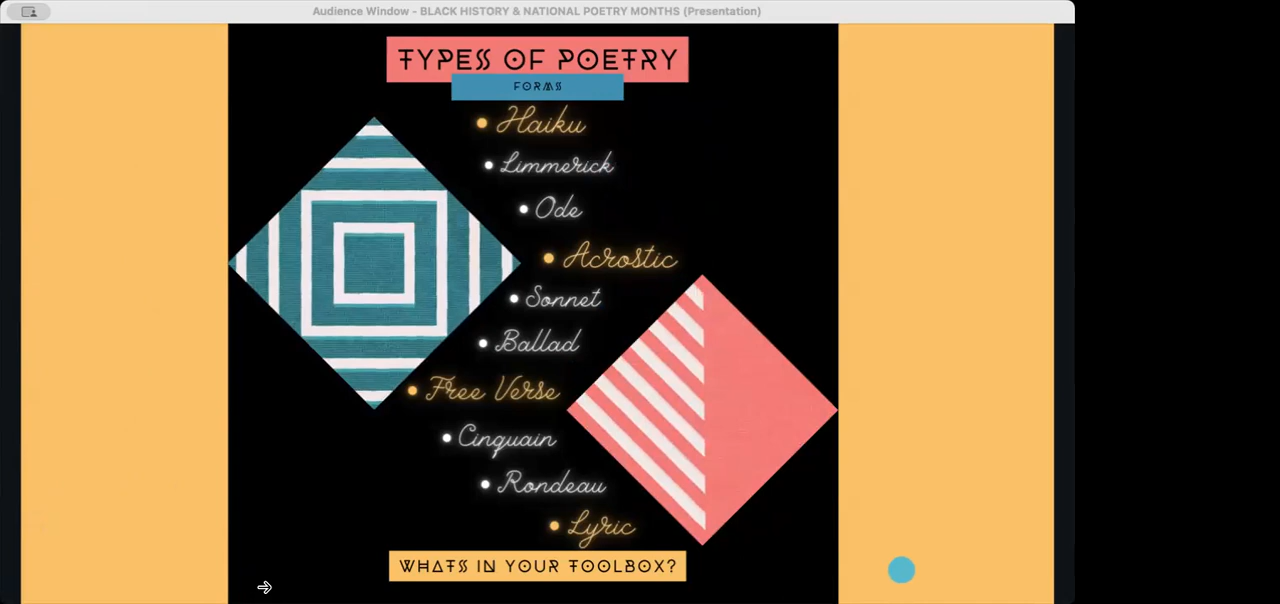 Audience Window - BLACK HISTORY & NATIONAL POETRY MONTHS (Presentation)
TYPES OF POETRY
FORMS
Haiku
Limmerick
Ode
Acrostic
Sonnet
Ballad
Free Verse
Cinquain
Rondeau
Lyric
WHATS IN YOUR TOOLBOX?